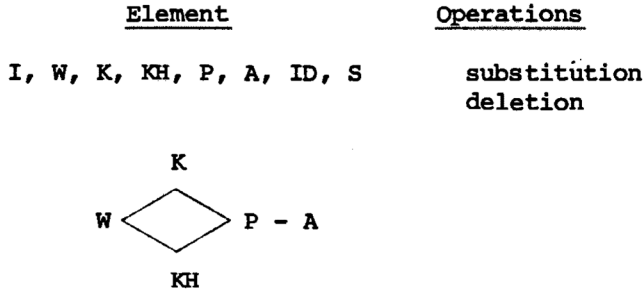 Element Operations
I, W, K, KH, P, A, ID, S substitution
deletion
K
W P - A
KH